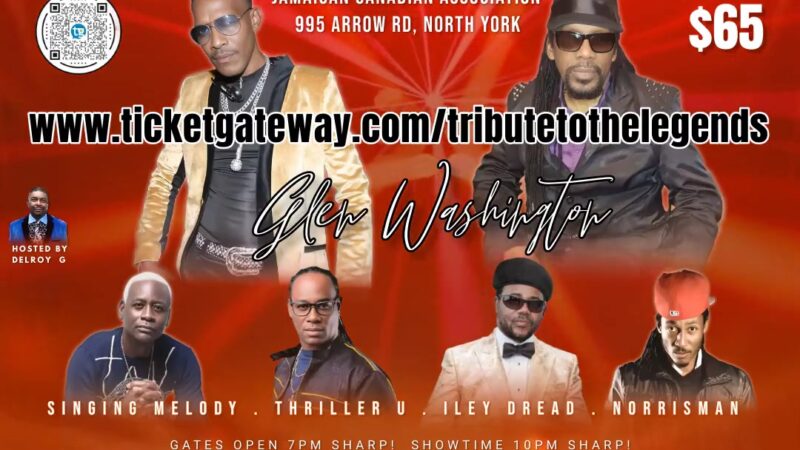 JAMAICAN CANADIAN ASSOCIATION
995 ARROW RD, NORTH YORK
$65
www.ticketgateway.com/tributetothelegends
Glen Washington
HOSTED BY
DELROY G
SINGING MELODY . THRILLER U . ILEY DREAD . NORRISMAN
GATES OPEN 7PM SHARP! SHOWTIME 10PM SHARP!